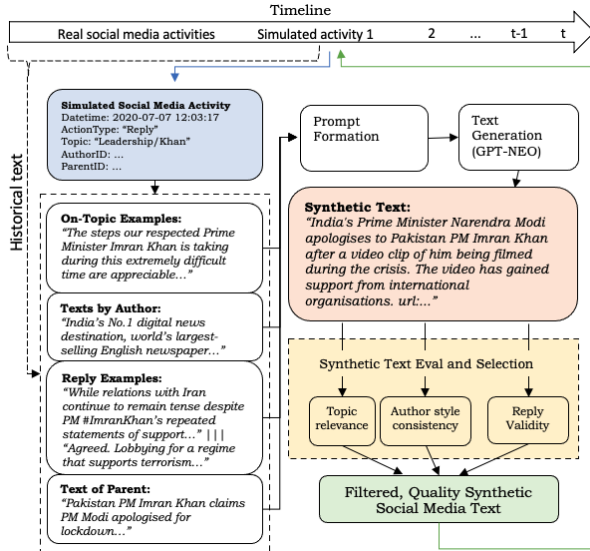 Timeline
Real social media activities
Simulated activity 1
2
...
t-1
t
Historical text
Simulated Social Media Activity
Datetime: 2020-07-07 12:03:17
ActionType: “Reply”
Topic: “Leadership/Khan”
AuthorID: ...
ParentID: ...
Prompt
Formation
Text
Generation
(GPT-NEO)
On-Topic Examples:
“The steps our respected Prime
Minister Imran Khan is taking
during this extremely difficult
time are appreciable...”
Texts by Author:
“India’s No.1 digital news
destination, world’s largest-
selling English newspaper...”
Reply Examples:
“While relations with Iran
continue to remain tense despite
PM #ImranKhan’s repeated
statements of support...” | | |
“Agreed. Lobbying for a regime
that supports terrorism...”
Text of Parent:
“Pakistan PM Imran Khan claims
PM Modi apologised for
lockdown...”
Synthetic Text:
“India's Prime Minister Narendra Modi
apologises to Pakistan PM Imran Khan
after a video clip of him being filmed
during the crisis. The video has gained
support from international
organisations. url:...”
Synthetic Text Eval and Selection
Topic
relevance
Author style
consistency
Reply
Validity
Filtered, Quality Synthetic
Social Media Text